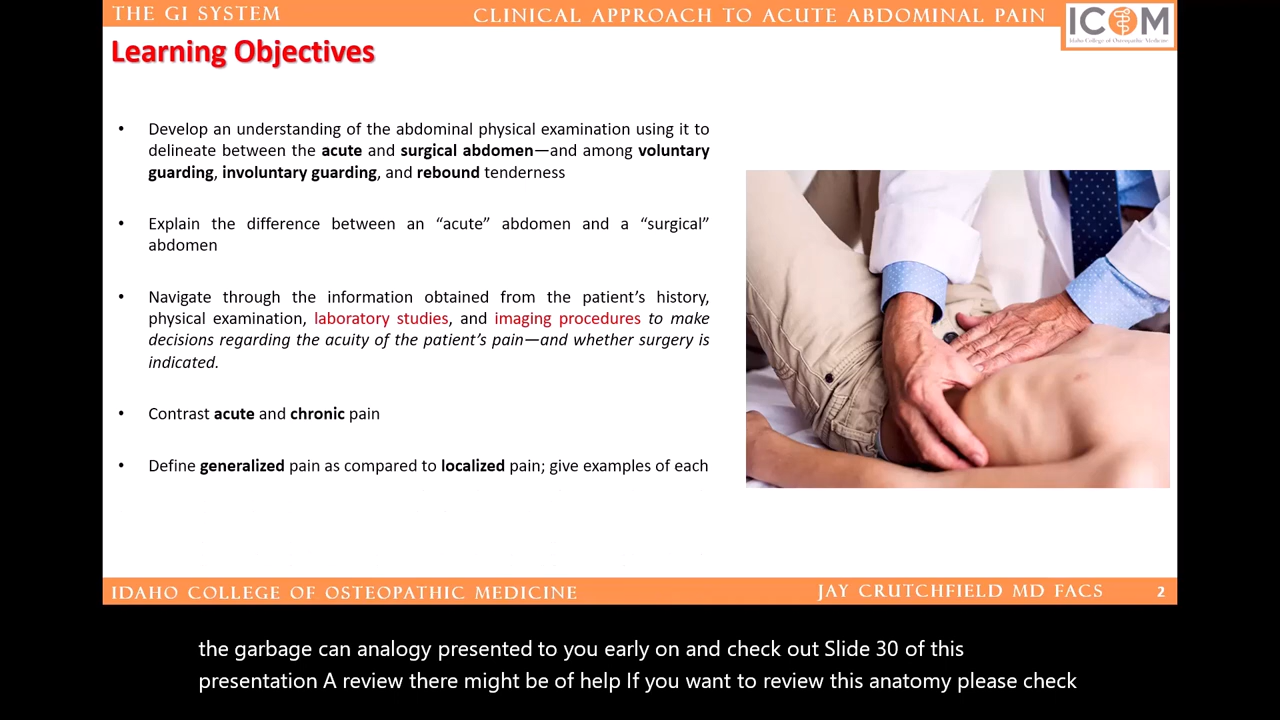 THE GI SYSTEM
CLINICAL APPROACH TO ACUTE ABDOMINAL PAIN
ICOM
Idaho College of Osteopathic Medicine
Learning Objectives
• Develop an understanding of the abdominal physical examination using it to
delineate between the acute and surgical abdomen—and among voluntary
guarding, involuntary guarding, and rebound tenderness
• Explain the difference between an “acute” abdomen and a “surgical”
abdomen
• Navigate through the information obtained from the patient’s history,
physical examination, laboratory studies, and imaging procedures to make
decisions regarding the acuity of the patient’s pain—and whether surgery is
indicated.
• Contrast acute and chronic pain
• Define generalized pain as compared to localized pain; give examples of each
IDAHO COLLEGE OF OSTEOPATHIC MEDICINE
JAY CRUTCHFIELD MD FACS
2
the garbage can analogy presented to you early on and check out Slide 30 of this
presentation A review there might be of help If you want to review this anatomy please check